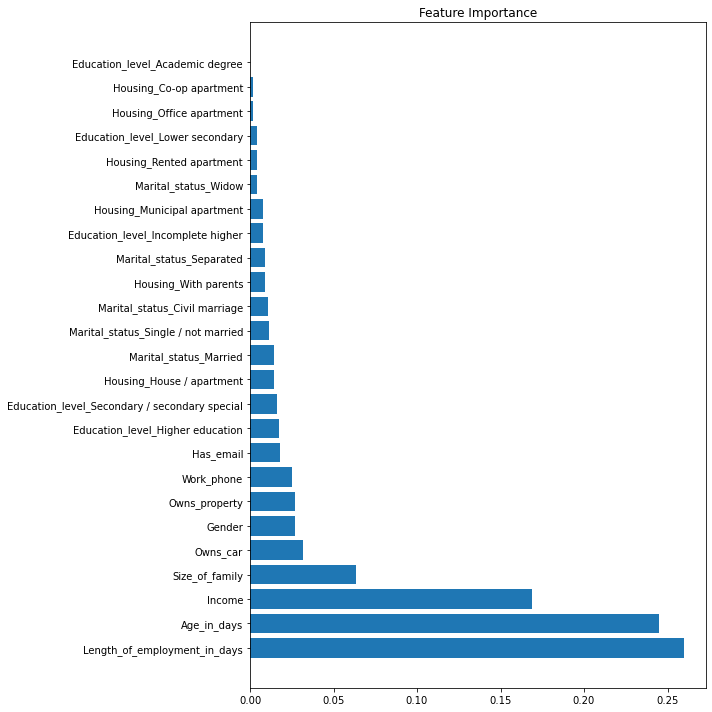 Feature Importance
Education_level_Academic degree
Housing_Co-op apartment
Housing_Office apartment
Education_level_Lower secondary
Housing_Rented apartment
Marital_status_Widow
Housing_Municipal apartment
Education_level_Incomplete higher
Marital_status_Separated
Housing_With parents
Marital_status_Civil marriage
Marital_status_Single / not married
Marital_status_Married
Housing_House / apartment
Education_level_Secondary / secondary special
Education_level_Higher education
Has_email
Work_phone
Owns_property
Gender
Owns_car
Size_of_family
Income
Age_in_days
Length_of_employment_in_days
0.00 0.05 0.10 0.15 0.20 0.25